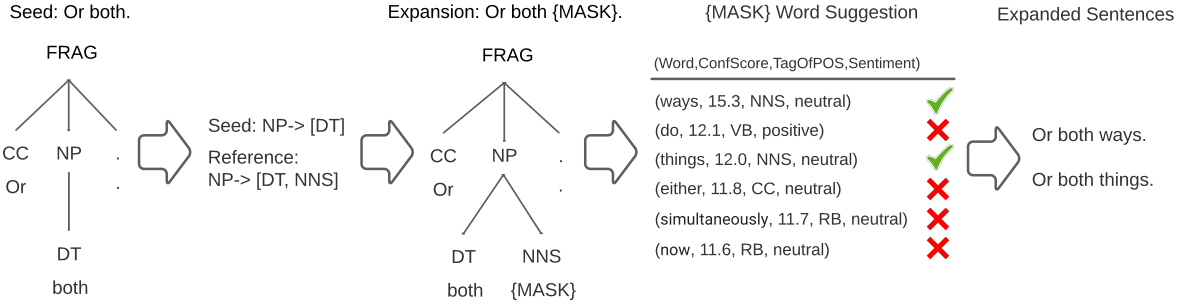 Seed: Or both.
FRAG
CC NP .
Or .
DT
both
Seed: NP-> [DT]
Reference:
NP-> [DT, NNS]
Expansion: Or both {MASK}.
FRAG
CC NP .
Or .
DT NNS
both {MASK}
{MASK} Word Suggestion
(Word,ConfScore,TagOfPOS,Sentiment)
(ways, 15.3, NNS, neutral)
(do, 12.1, VB, positive)
(things, 12.0, NNS, neutral)
(either, 11.8, CC, neutral)
(simultaneously, 11.7, RB, neutral)
(now, 11.6, RB, neutral)
Expanded Sentences
Or both ways.
Or both things.